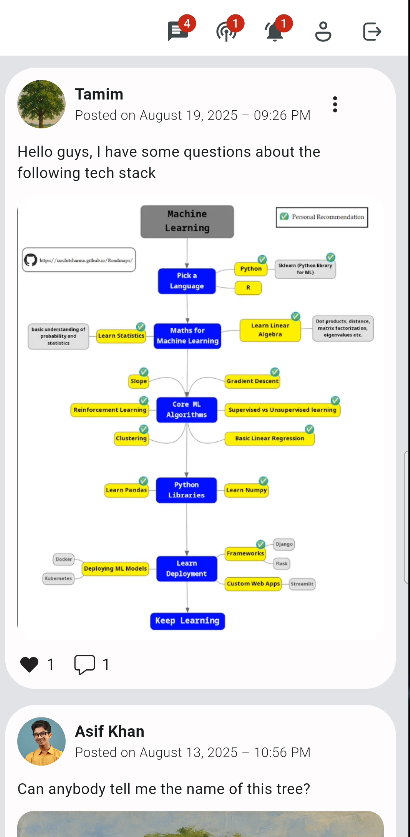 4
1
1
Tamim
Posted on August 19, 2025 – 09:26 PM
Hello guys, I have some questions about the
following tech stack
Machine
Learning
Personal Recommendation
Pick a
Language
Python
Sklearn (Python library
for ML)
R
basic understanding of
probability and
statistics
Learn Statistics
Maths for
Machine Learning
Learn Linear
Algebra
Dot products, distance,
matrix factorization,
eigenvalues etc.
Slope
Gradient Descent
Reinforcement Learning
Core ML
Algorithms
Supervised vs Unsupervised learning
Clustering
Basic Linear Regression
Learn Pandas
Python
Libraries
Learn Numpy
Docker
Kubernetes
Deploying ML Models
Learn
Deployment
Frameworks
Django
Flask
Custom Web Apps
Streamlit
Keep Learning
1
1
Asif Khan
Posted on August 13, 2025 – 10:56 PM
Can anybody tell me the name of this tree?